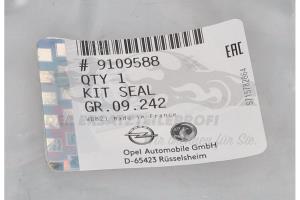 # 9109588
QTY 1
KIT SEAL
GR.09.242
Made in France
Opel Automobile GmbH
D-65423 Rüsselsheim
EAC